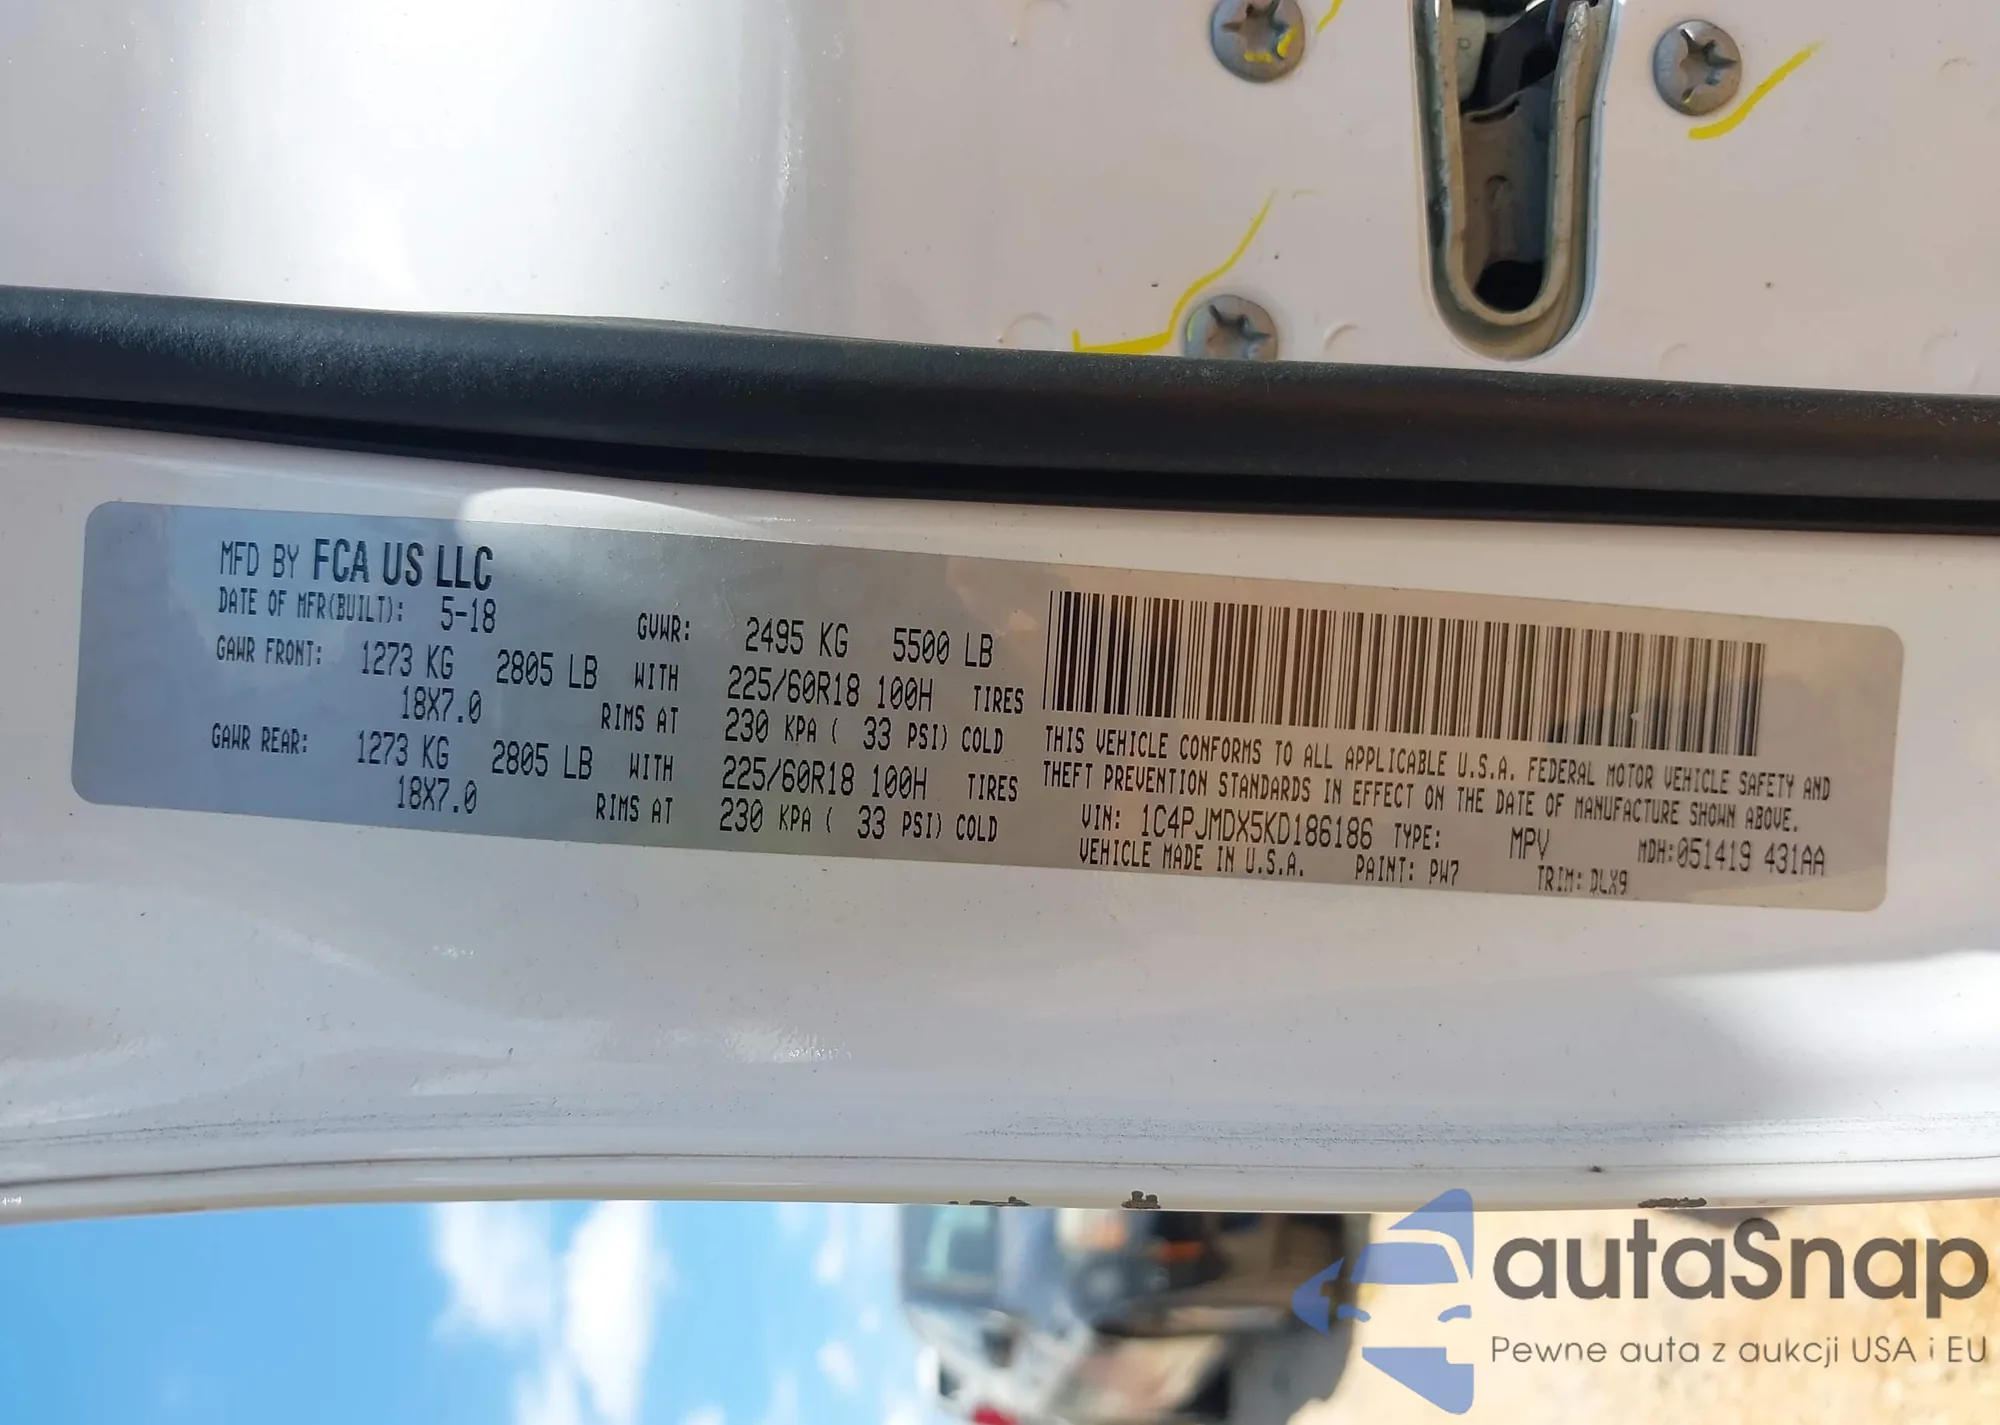 MFD BY FCA US LLC
DATE OF MFR(BUILT): 5-18 GVWR: 2495 KG 5500 LB
GAWR FRONT: 1273 KG 2805 LB WITH 225/60R18 100H TIRES
18X7.0 RIMS AT 230 KPA ( 33 PSI) COLD
GAWR REAR: 1273 KG 2805 LB WITH 225/60R18 100H TIRES
18X7.0 RIMS AT 230 KPA ( 33 PSI) COLD
THIS VEHICLE CONFORMS TO ALL APPLICABLE U.S.A. FEDERAL MOTOR VEHICLE SAFETY AND
THEFT PREVENTION STANDARDS IN EFFECT ON THE DATE OF MANUFACTURE SHOWN ABOVE.
VIN: 1C4PJMDX5KD186186 TYPE: MPV MDH:051419 431AA
VEHICLE MADE IN U.S.A. PAINT: PW7 TRIM: DLX9
autaSnap
Pewne auta z aukcji USA i EU